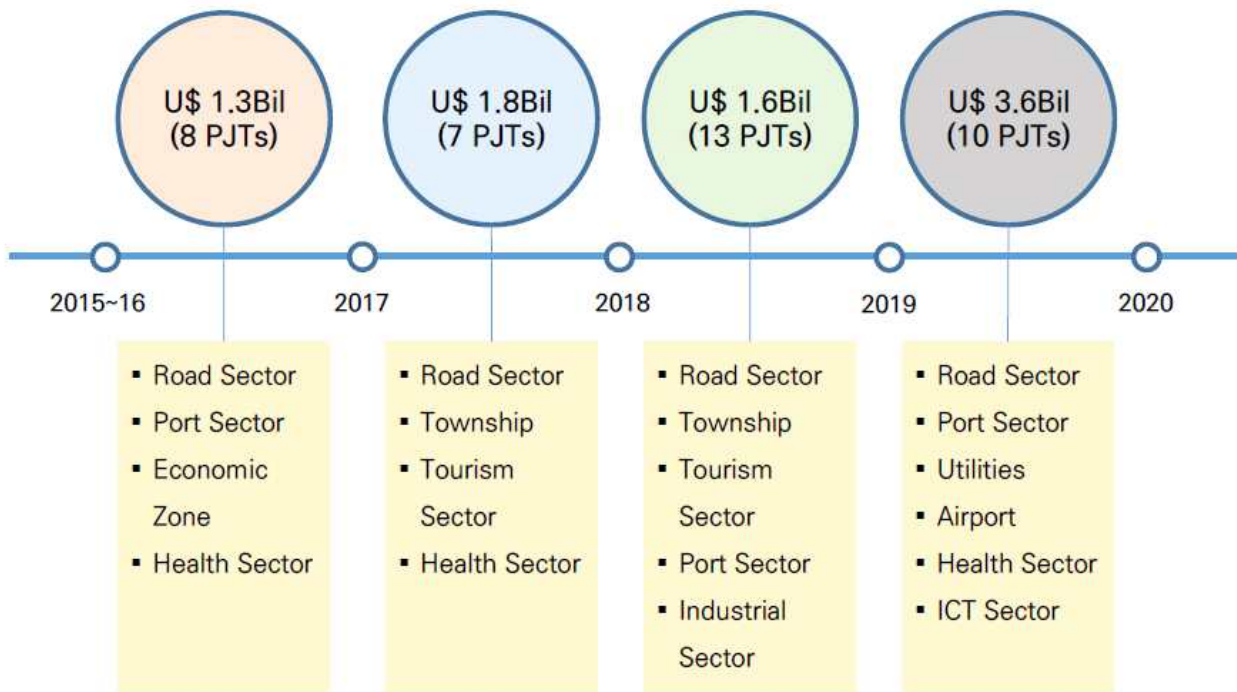 U$ 1.3Bil
(8 PJTs)
U$ 1.8Bil
(7 PJTs)
U$ 1.6Bil
(13 PJTs)
U$ 3.6Bil
(10 PJTs)
2015~16
2017
2018
2019
2020
▪ Road Sector
▪ Port Sector
▪ Economic
Zone
▪ Health Sector
▪ Road Sector
▪ Township
▪ Tourism
Sector
▪ Health Sector
▪ Road Sector
▪ Township
▪ Tourism
Sector
▪ Port Sector
▪ Industrial
Sector
▪ Road Sector
▪ Port Sector
▪ Utilities
▪ Airport
▪ Health Sector
▪ ICT Sector